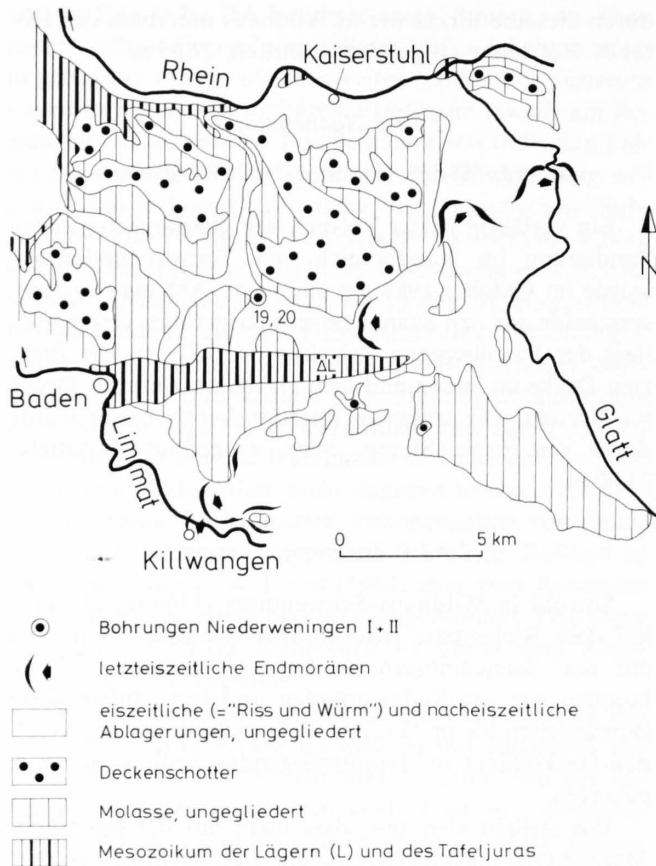 Rhein
Kaiserstuhl
N
19, 20
ΔL
Baden
Limmat
Glatt
Killwangen
0 5 km
Bohrungen Niederweningen I + II
letzteiszeitliche Endmoränen
eiszeitliche (="Riss und Würm") und nacheiszeitliche
Ablagerungen, ungegliedert
Deckenschotter
Molasse, ungegliedert
Mesozoikum der Lägern (L) und des Tafeljuras